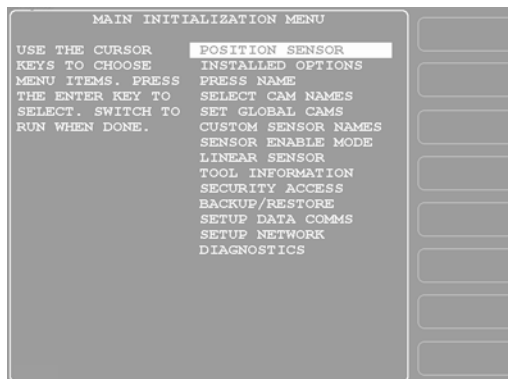 MAIN INITIALIZATION MENU
USE THE CURSOR
KEYS TO CHOOSE
MENU ITEMS. PRESS
THE ENTER KEY TO
SELECT. SWITCH TO
RUN WHEN DONE.
POSITION SENSOR
INSTALLED OPTIONS
PRESS NAME
SELECT CAM NAMES
SET GLOBAL CAMS
CUSTOM SENSOR NAMES
SENSOR ENABLE MODE
LINEAR SENSOR
TOOL INFORMATION
SECURITY ACCESS
BACKUP/RESTORE
SETUP DATA COMMS
SETUP NETWORK
DIAGNOSTICS